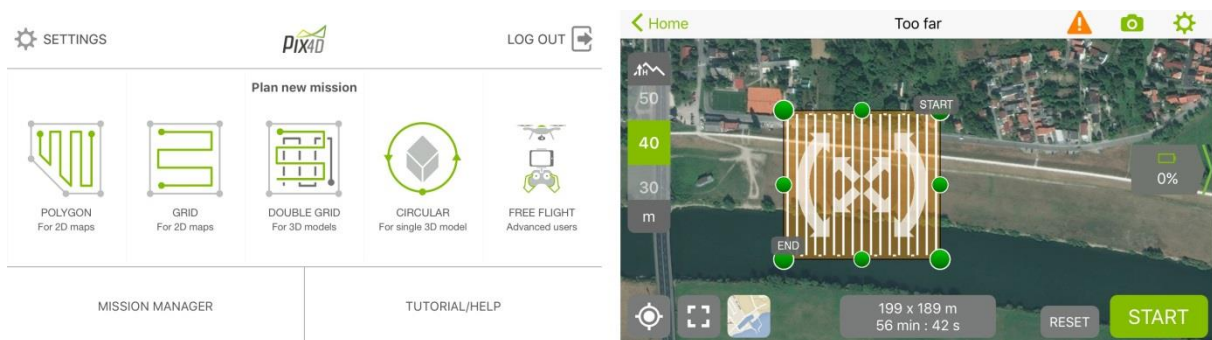 SETTINGS
PIX4D
LOG OUT
Plan new mission
POLYGON
For 2D maps
GRID
For 2D maps
DOUBLE GRID
For 3D models
CIRCULAR
For single 3D model
FREE FLIGHT
Advanced users
MISSION MANAGER
TUTORIAL/HELP
Home
Too far
H
50
40
30
m
START
END
0%
199 x 189 m
56 min : 42 s
RESET
START